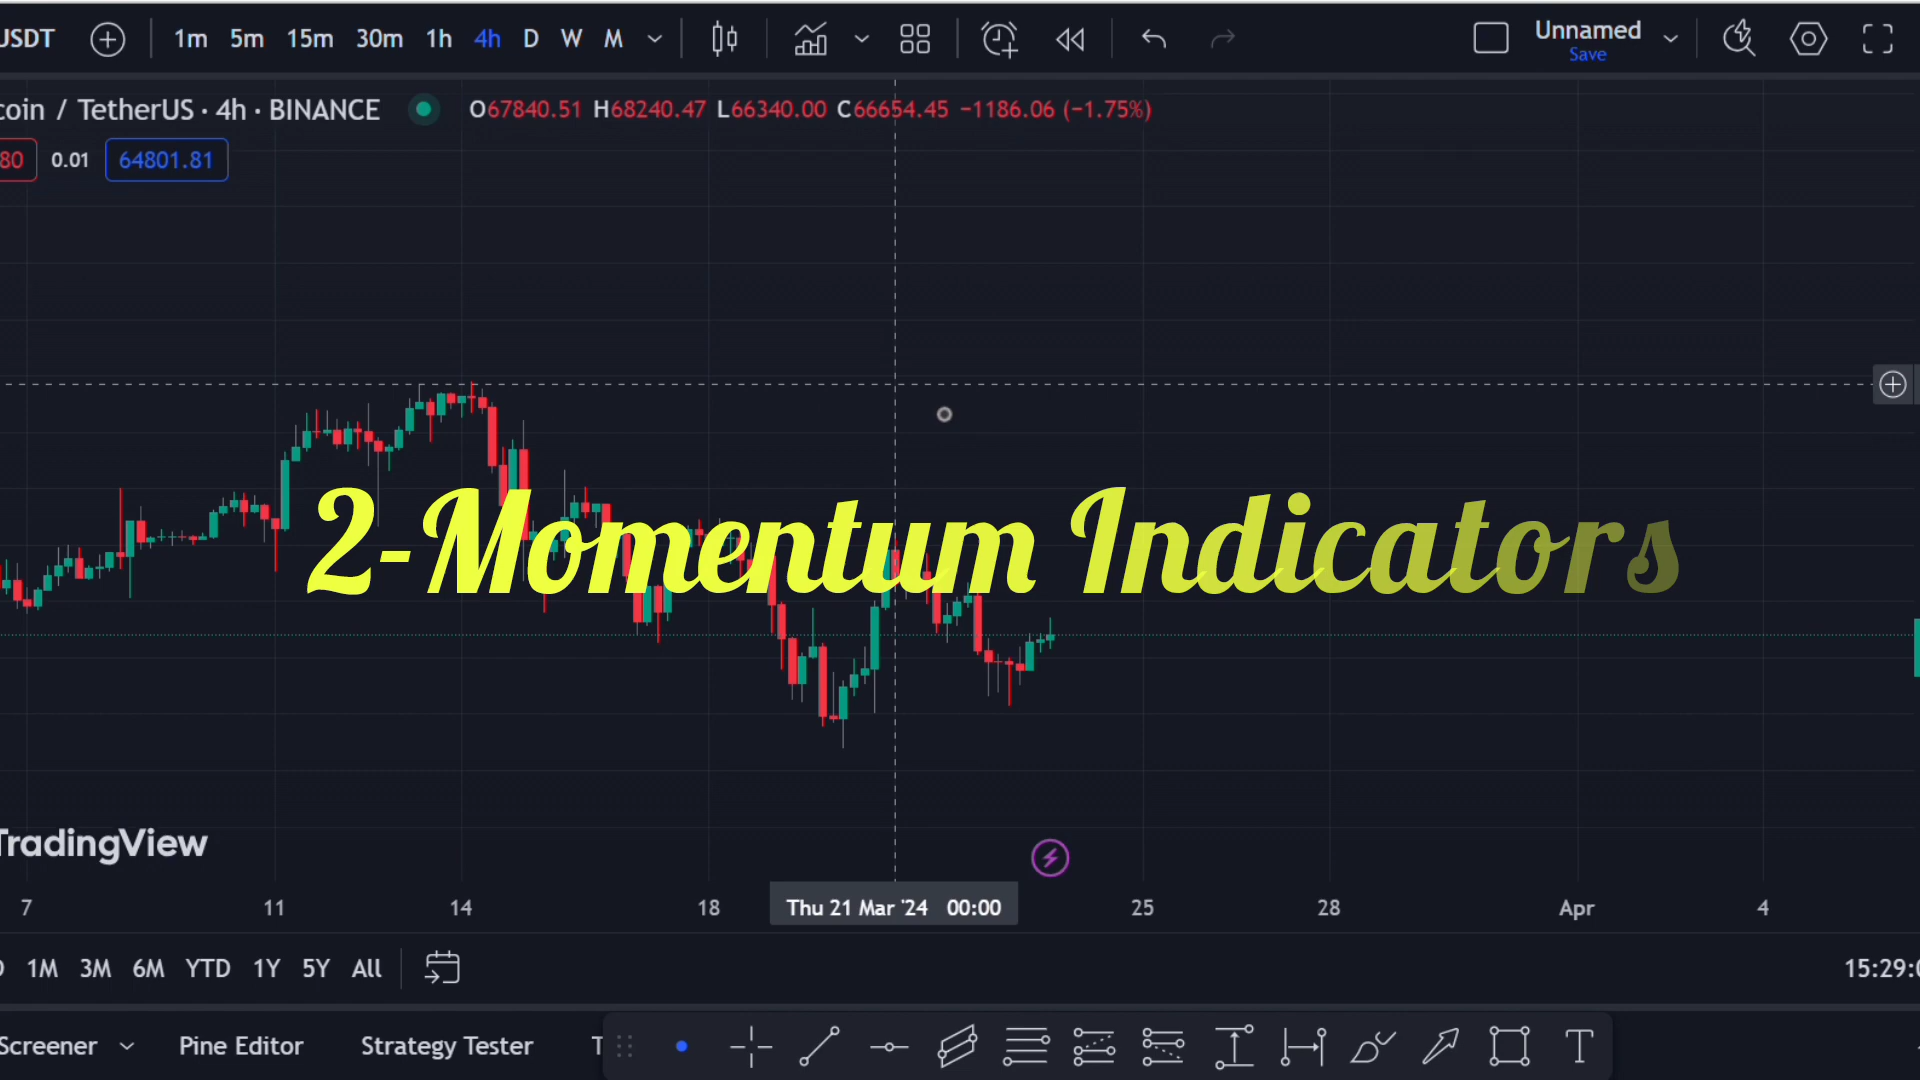 USDT 1m 5m 15m 30m 1h 4h D W M Unnamed
Save
coin / TetherUS · 4h · BINANCE O67840.51 H68240.47 L66340.00 C66654.45 −1186.06 (−1.75%)
80 0.01 64801.81
2-Momentum Indicators
TradingView
7 11 14 18 Thu 21 Mar '24 00:00 25 28 Apr 4
1M 3M 6M YTD 1Y 5Y All 15:29:0
Screener Pine Editor Strategy Tester T T